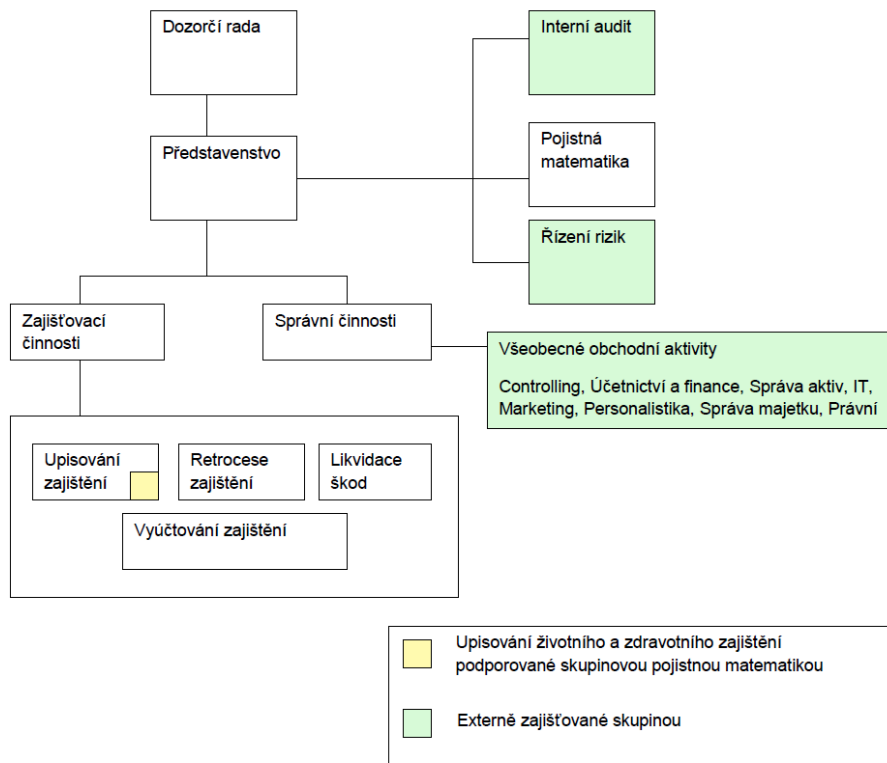 Dozorčí rada
Interní audit
Představenstvo
Pojistná
matematika
Řízení rizik
Zajišťovací
činnosti
Správní činnosti
Všeobecné obchodní aktivity
Controlling, Účetnictví a finance, Správa aktiv, IT,
Marketing, Personalistika, Správa majetku, Právní
Upisování
zajištění
Retrocese
zajištění
Likvidace
škod
Vyúčtování zajištění
Upisování životního a zdravotního zajištění
podporované skupinovou pojistnou matematikou
Externě zajišťované skupinou